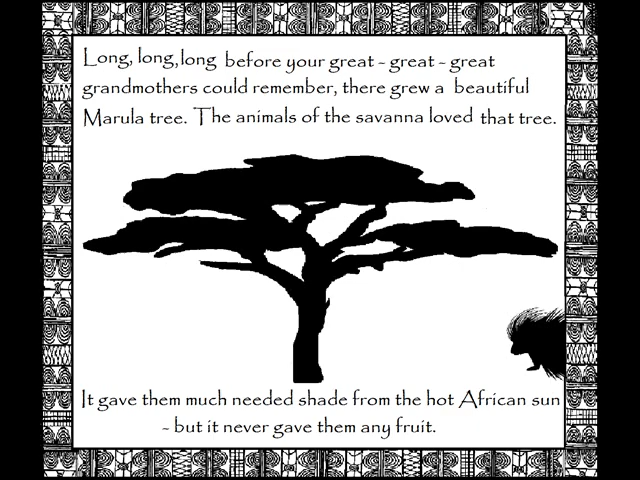 Long, long, long before your great - great - great
grandmothers could remember, there grew a beautiful
Marula tree. The animals of the savanna loved that tree.
It gave them much needed shade from the hot African sun
- but it never gave them any fruit.